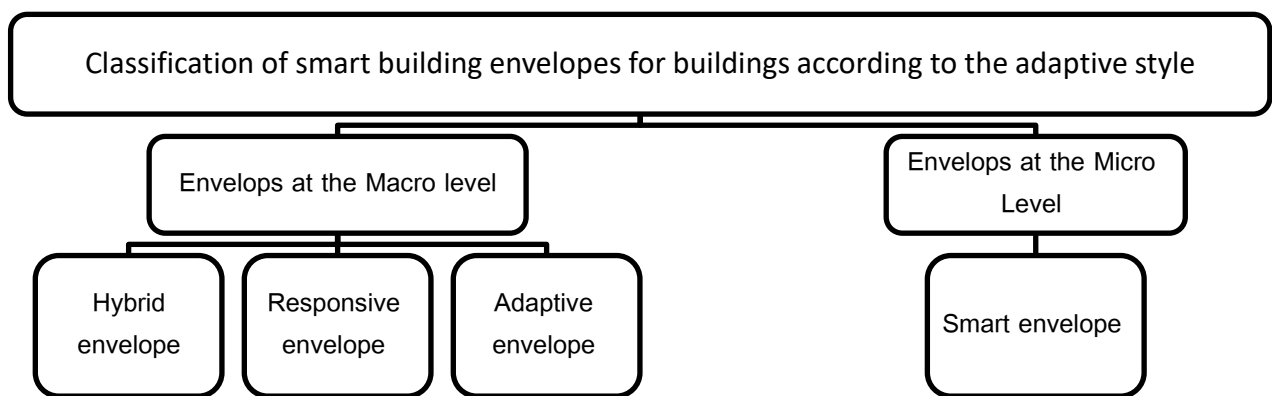 Classification of smart building envelopes for buildings according to the adaptive style
Envelops at the Macro level
Envelops at the Micro
Level
Hybrid
envelope
Responsive
envelope
Adaptive
envelope
Smart envelope